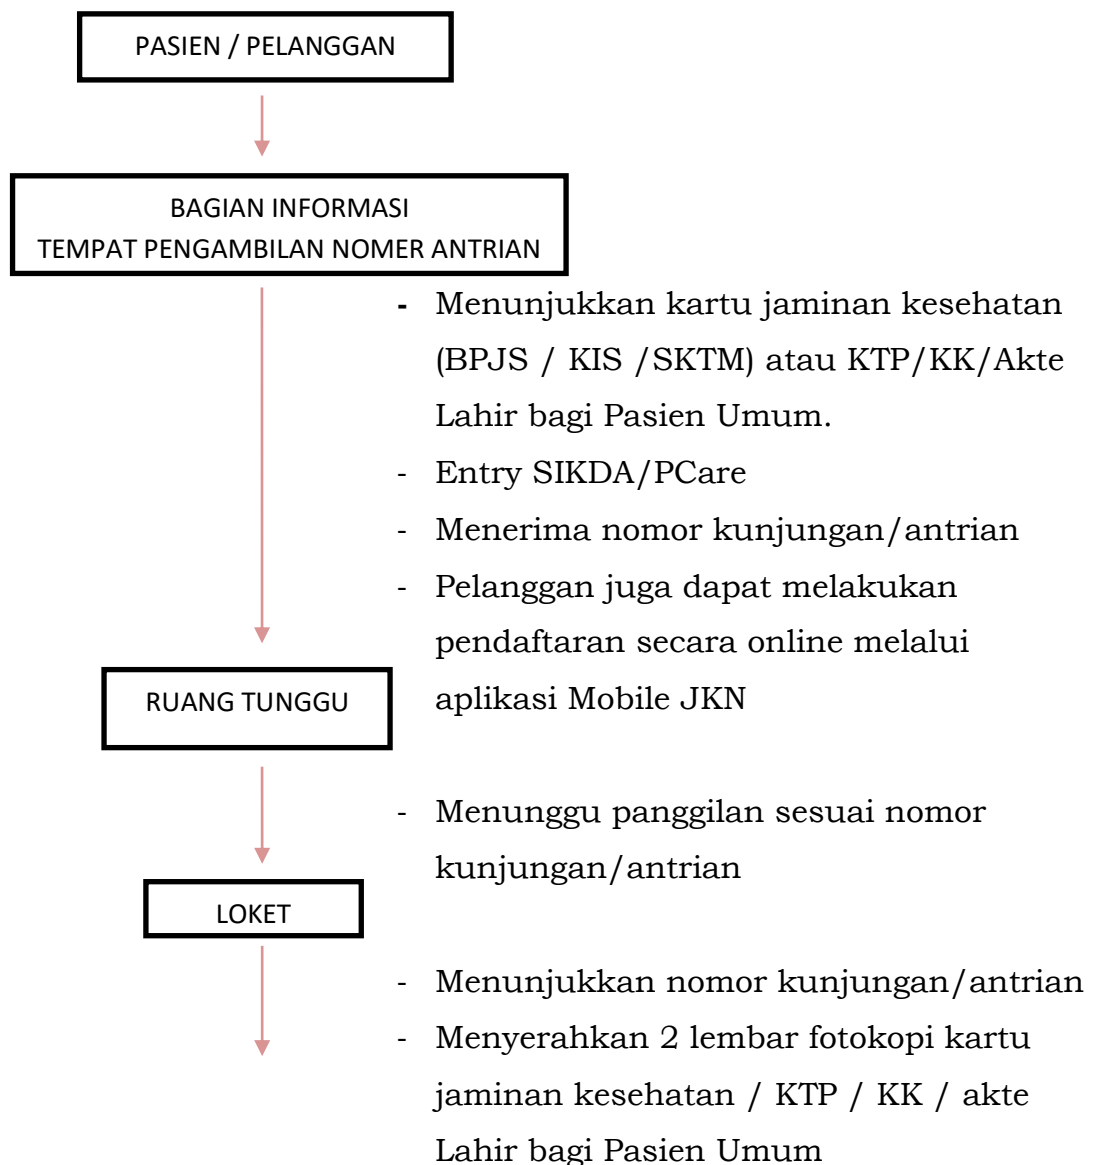 PASIEN / PELANGGAN
BAGIAN INFORMASI
TEMPAT PENGAMBILAN NOMER ANTRIAN
- Menunjukkan kartu jaminan kesehatan
(BPJS / KIS /SKTM) atau KTP/KK/Akte
Lahir bagi Pasien Umum.
- Entry SIKDA/PCare
- Menerima nomor kunjungan/antrian
- Pelanggan juga dapat melakukan
pendaftaran secara online melalui
aplikasi Mobile JKN
RUANG TUNGGU
- Menunggu panggilan sesuai nomor
kunjungan/antrian
LOKET
- Menunjukkan nomor kunjungan/antrian
- Menyerahkan 2 lembar fotokopi kartu
jaminan kesehatan / KTP / KK / akte
Lahir bagi Pasien Umum